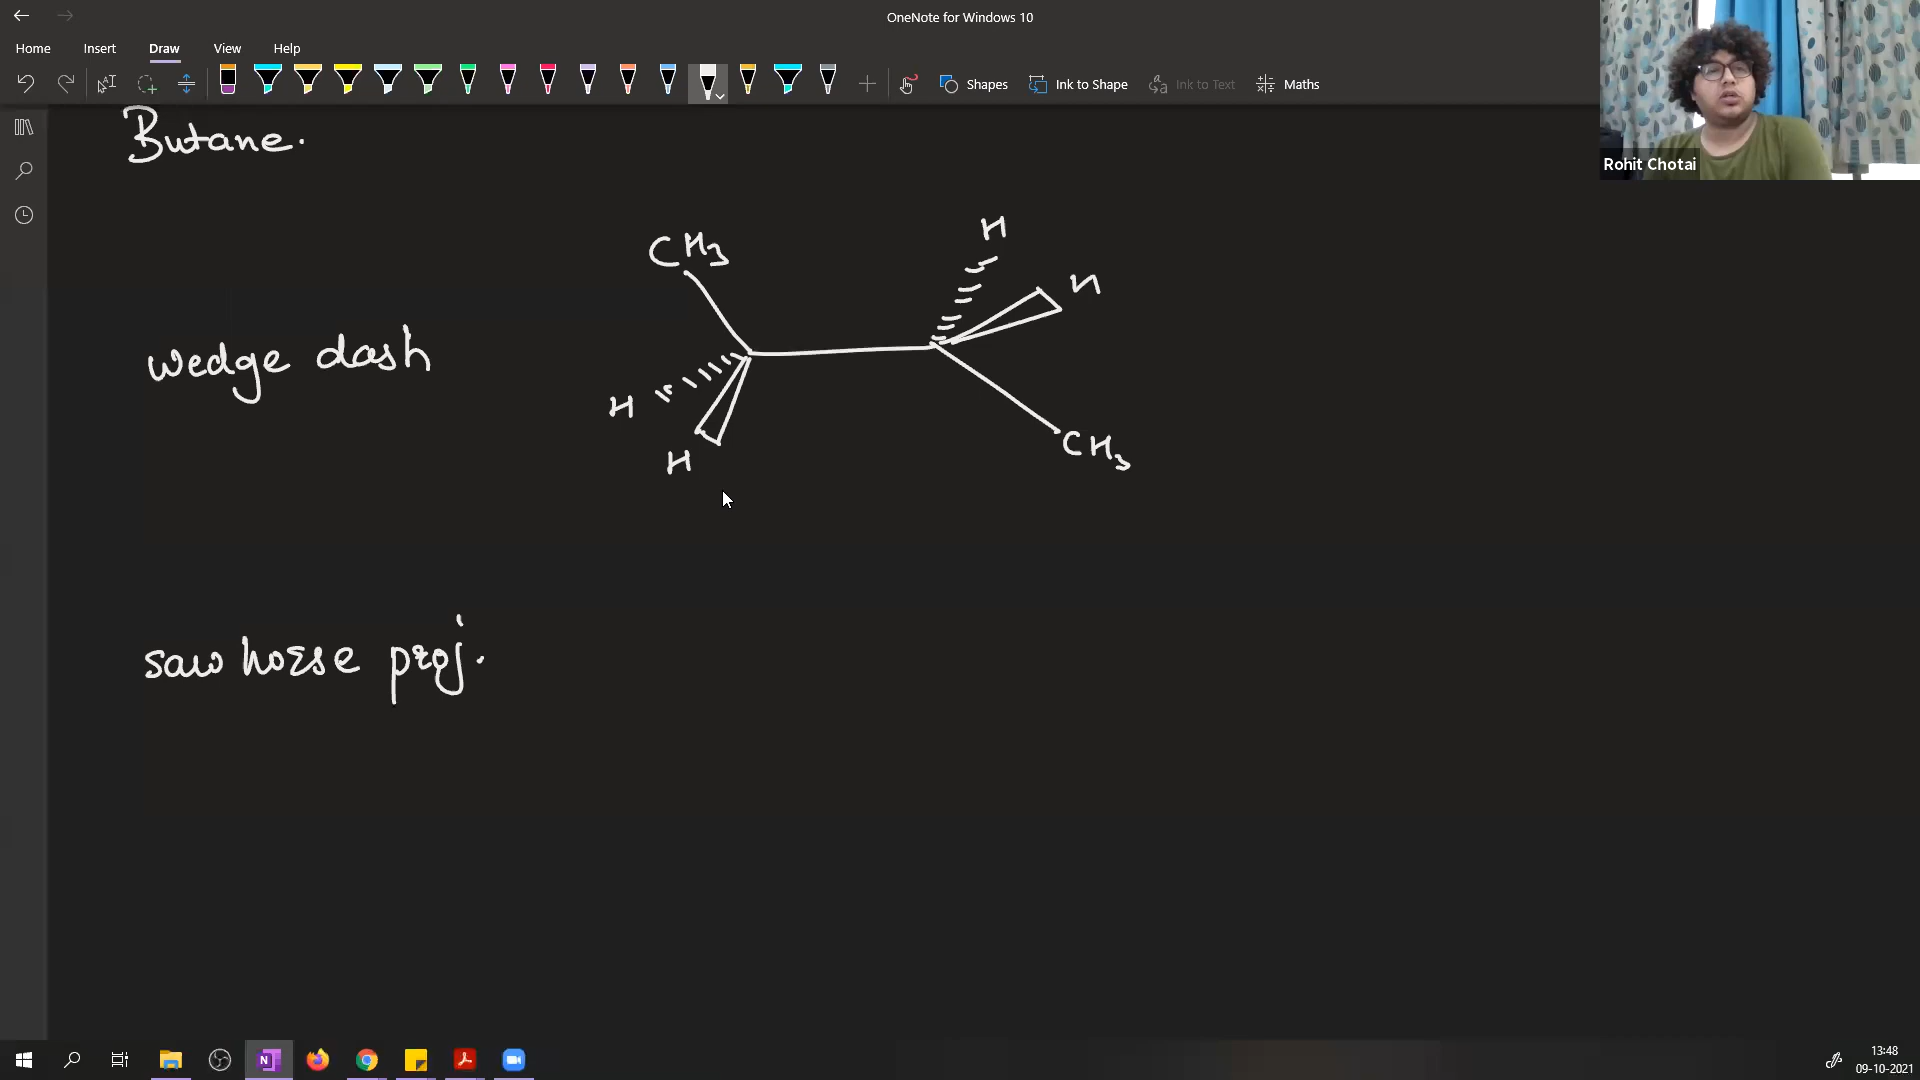 OneNote for Windows 10
Home Insert Draw View Help
Shapes Ink to Shape Ink to Text Maths
Rohit Chotai
Butane.
CH3 H
H
wedge dash
H
CH3
H
saw horse proj.
13:48
09-10-2021